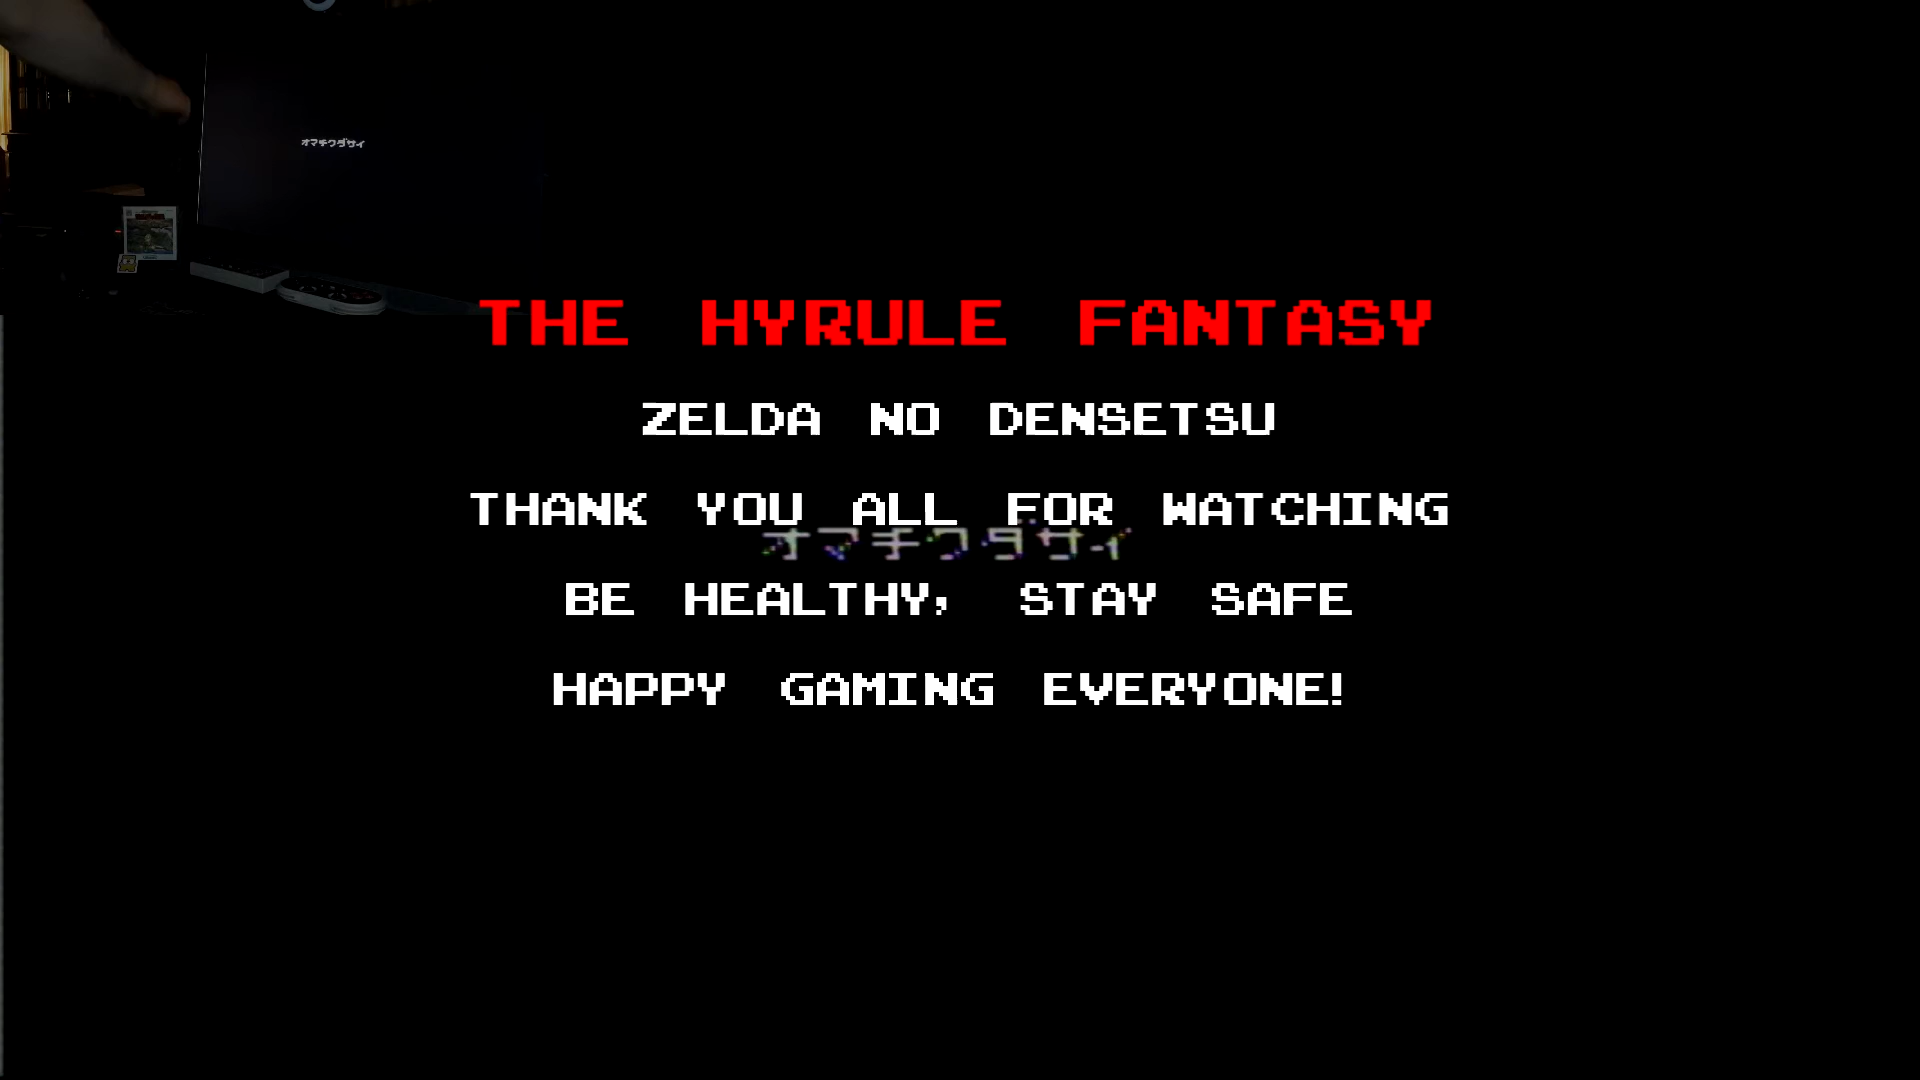 オマチクダサイ
THE HYRULE FANTASY
ZELDA NO DENSETSU
THANK YOU ALL FOR WATCHING
オマチクダサイ
BE HEALTHY, STAY SAFE
HAPPY GAMING EVERYONE!